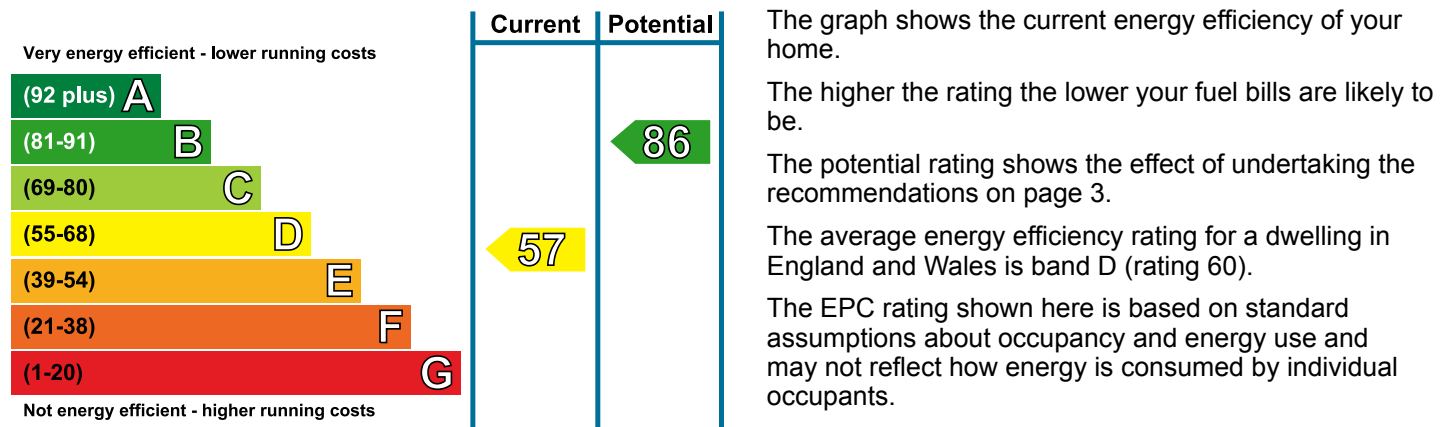 Current Potential
Very energy efficient - lower running costs
(92 plus) A
(81-91) B
(69-80) C
(55-68) D
(39-54) E
(21-38) F
(1-20) G
Not energy efficient - higher running costs
57
86
The graph shows the current energy efficiency of your
home.
The higher the rating the lower your fuel bills are likely to
be.
The potential rating shows the effect of undertaking the
recommendations on page 3.
The average energy efficiency rating for a dwelling in
England and Wales is band D (rating 60).
The EPC rating shown here is based on standard
assumptions about occupancy and energy use and
may not reflect how energy is consumed by individual
occupants.